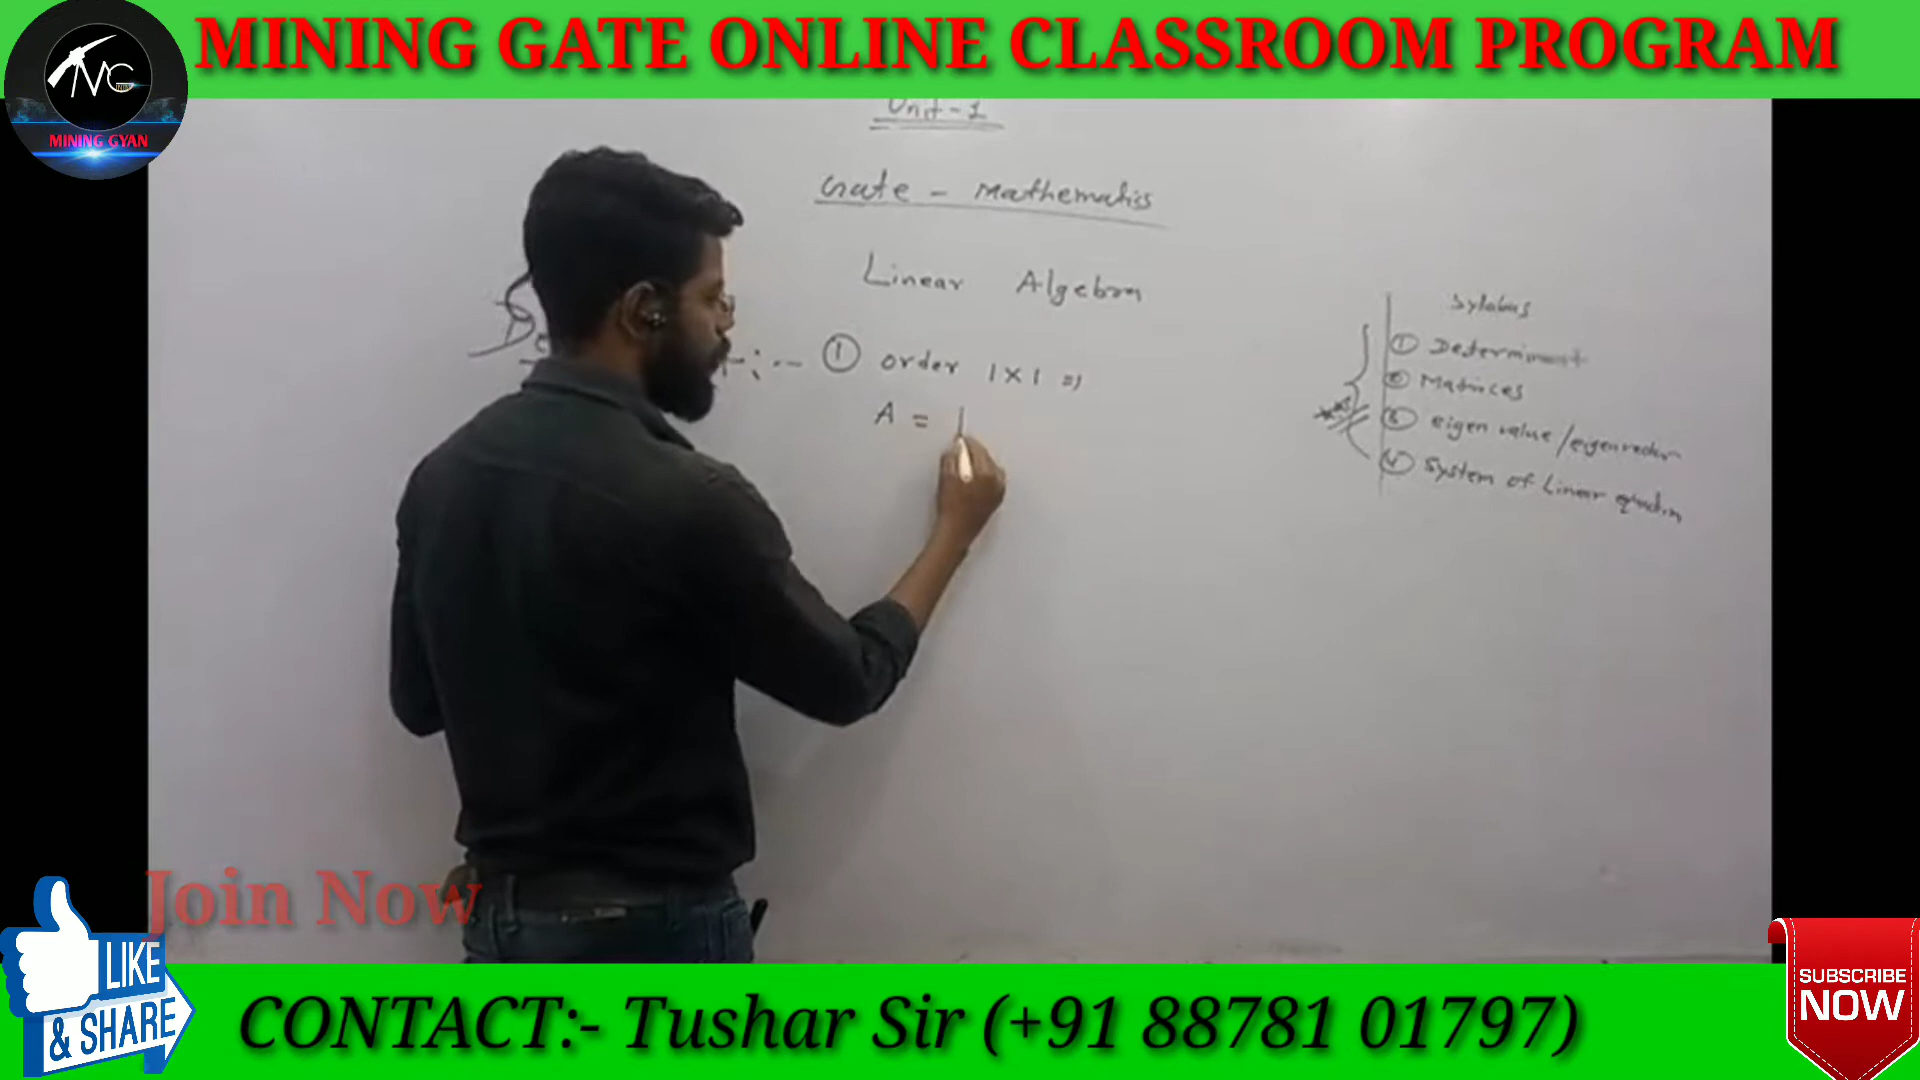 MINING GATE ONLINE CLASSROOM PROGRAM
MG
MINING GYAN
Unit-1
Gate - Mathematics
Linear Algebra
① order 1×1 =>
A =
Sylabus
① Determinant
② Matrices
③ eigen value/eigenvector
④ System of Linear equation
Join Now
LIKE
& SHARE
CONTACT:- Tushar Sir (+91 88781 01797)
SUBSCRIBE
NOW